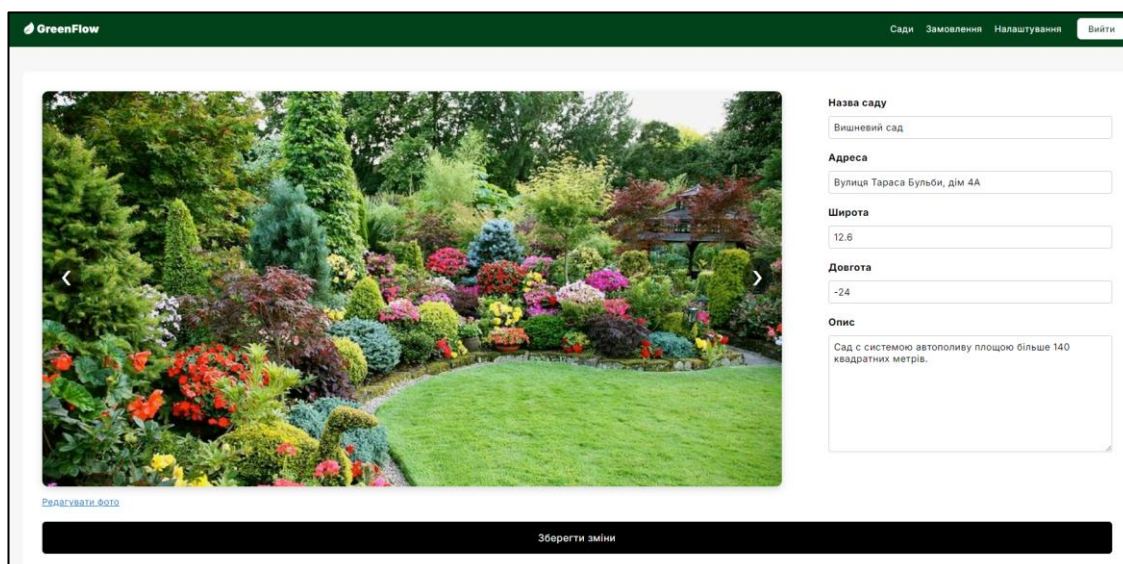 GreenFlow
Сади Замовлення Налаштування Вийти
Назва саду
Вишневий сад
Адреса
Вулиця Тараса Бульби, дім 4А
Широта
12.6
Довгота
-24
Опис
Сад с системою автополиву площою більше 140
квадратних метрів.
Редагувати фото
Зберегти зміни